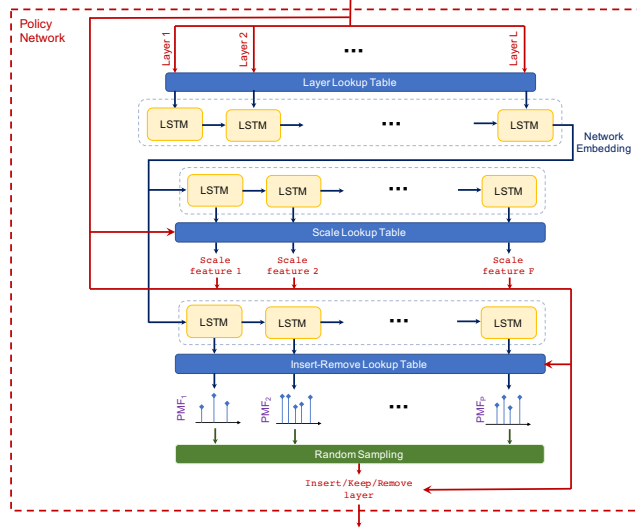 Policy
Network
Layer 1
Layer 2
...
Layer L
Layer Lookup Table
LSTM
LSTM
...
LSTM
Network
Embedding
LSTM
LSTM
...
LSTM
Scale Lookup Table
Scale
feature 1
Scale
feature 2
Scale
feature F
LSTM
LSTM
...
LSTM
Insert-Remove Lookup Table
PMF1
PMF2
...
PMFP
Random Sampling
Insert/Keep/Remove
layer